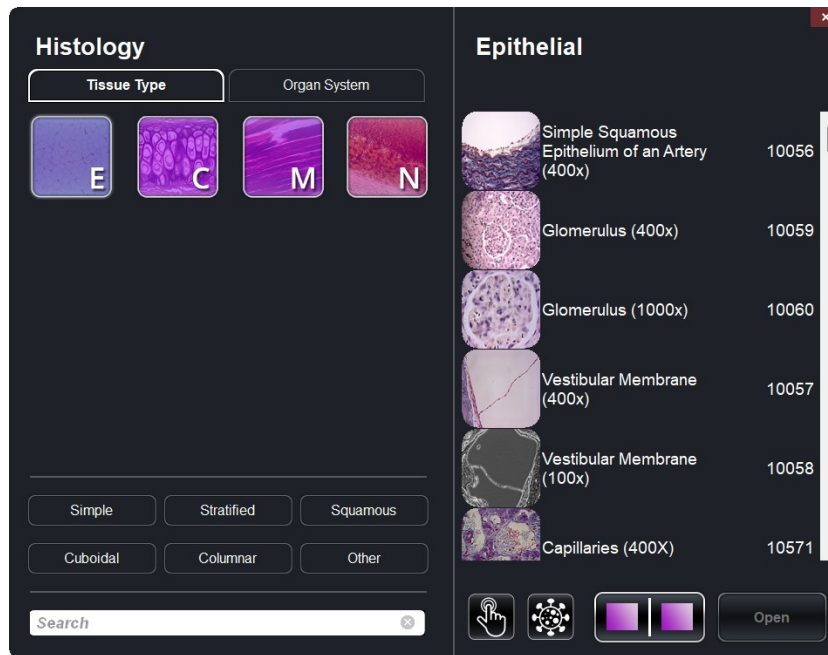 Histology
Tissue Type
Organ System
E
C
M
N
Simple
Stratified
Squamous
Cuboidal
Columnar
Other
Search
Epithelial
Simple Squamous
Epithelium of an Artery
(400x)
10056
Glomerulus (400x)
10059
Glomerulus (1000x)
10060
Vestibular Membrane
(400x)
10057
Vestibular Membrane
(100x)
10058
Capillaries (400X)
10571
Open